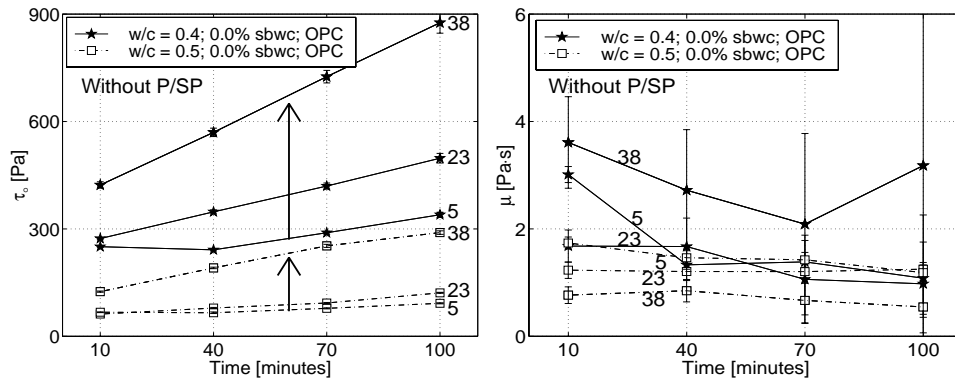 900
600
300
0
w/c = 0.4; 0.0% sbwc; OPC
w/c = 0.5; 0.0% sbwc; OPC
Without P/SP
38
23
5
38
23
5
τₒ [Pa]
10 40 70 100
Time [minutes]
6
4
2
0
w/c = 0.4; 0.0% sbwc; OPC
w/c = 0.5; 0.0% sbwc; OPC
Without P/SP
38
5
23
5
23
38
μ [Pa·s]
10 40 70 100
Time [minutes]